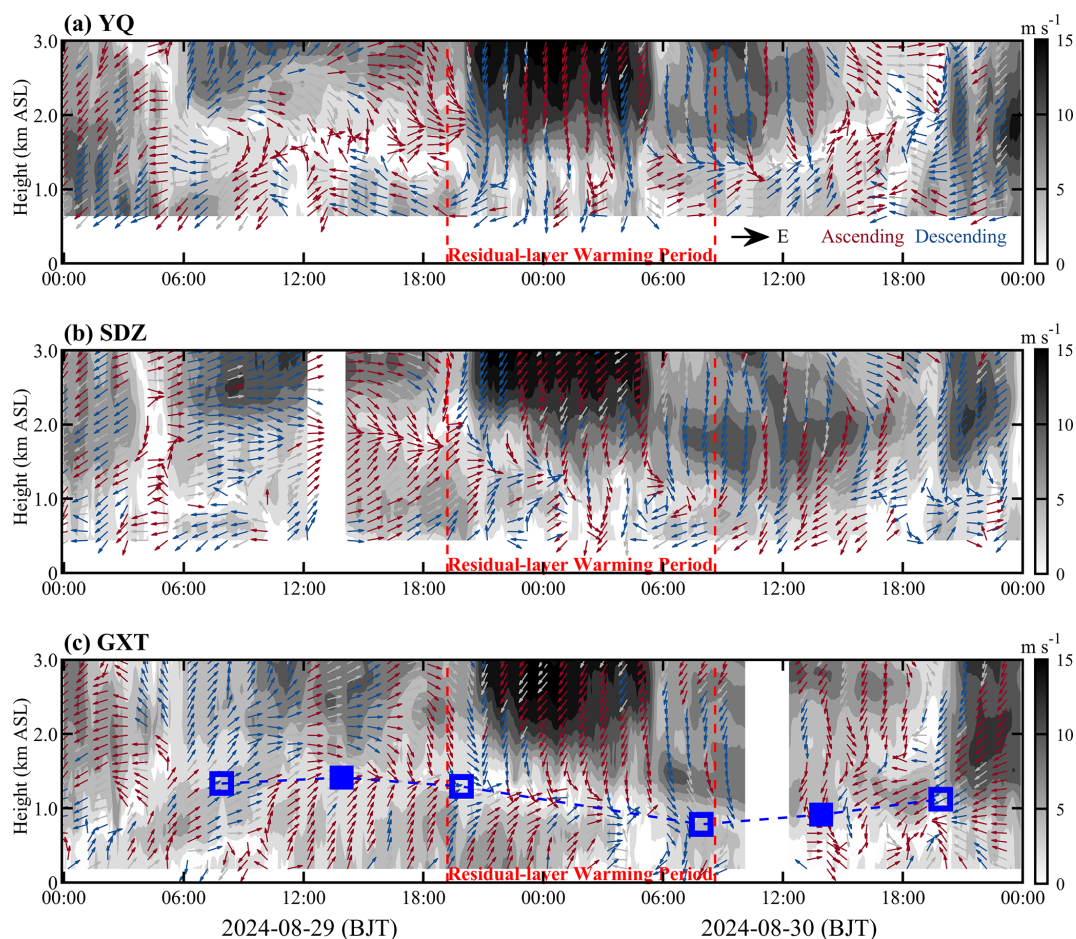 (a) YQ
m s⁻¹
Height (km ASL)
3.0
2.0
1.0
0
15
10
5
0
E Ascending Descending
Residual-layer Warming Period
00:00 06:00 12:00 18:00 00:00 06:00 12:00 18:00 00:00
(b) SDZ
m s⁻¹
Height (km ASL)
3.0
2.0
1.0
0
15
10
5
0
Residual-layer Warming Period
00:00 06:00 12:00 18:00 00:00 06:00 12:00 18:00 00:00
(c) GXT
m s⁻¹
Height (km ASL)
3.0
2.0
1.0
0
15
10
5
0
Residual-layer Warming Period
00:00 06:00 12:00 18:00 00:00 06:00 12:00 18:00 00:00
2024-08-29 (BJT) 2024-08-30 (BJT)